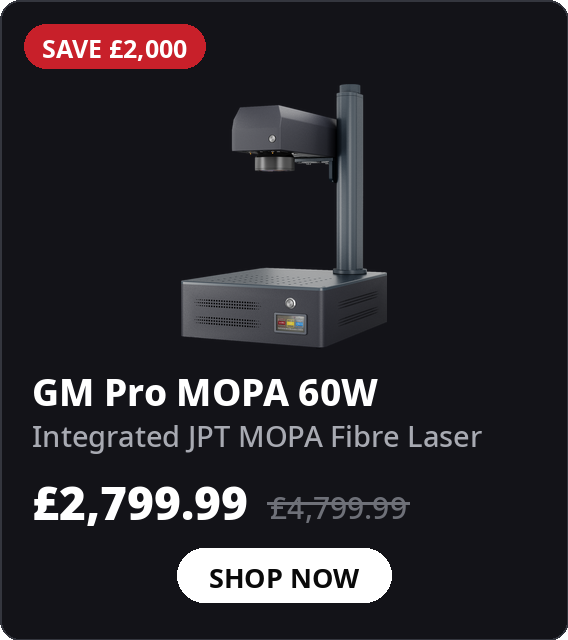 SAVE £2,000
GM Pro MOPA 60W
Integrated JPT MOPA Fibre Laser
£2,799.99 £4,799.99
SHOP NOW